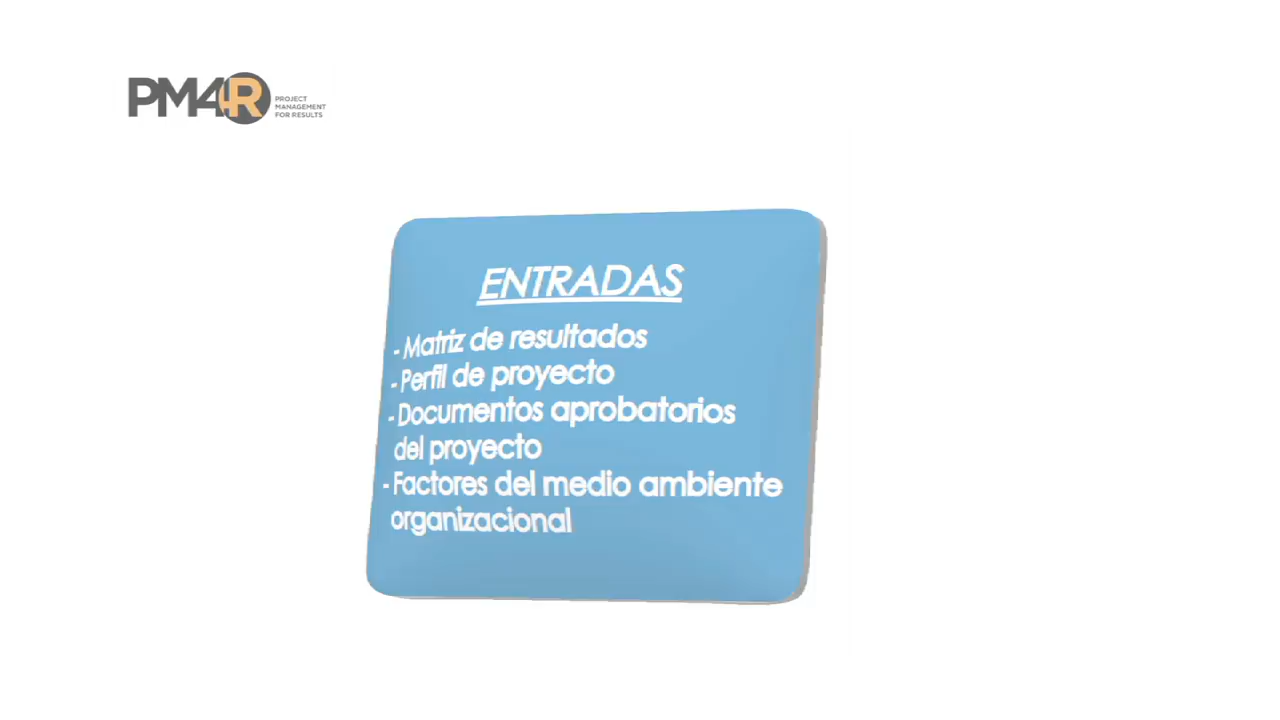 PM4R
PROJECT
MANAGEMENT
FOR RESULTS
ENTRADAS
- Matriz de resultados
- Perfil de proyecto
- Documentos aprobatorios
del proyecto
- Factores del medio ambiente
organizacional